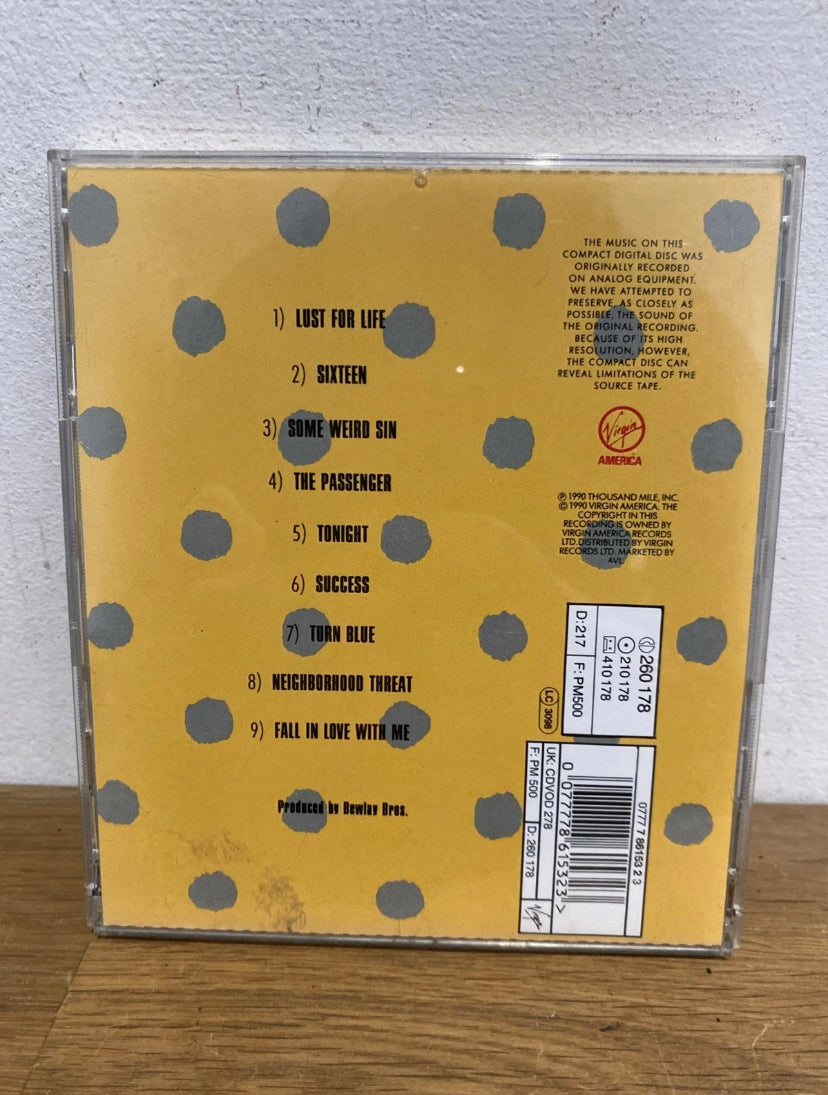 1) LUST FOR LIFE
2) SIXTEEN
3) SOME WEIRD SIN
4) THE PASSENGER
5) TONIGHT
6) SUCCESS
7) TURN BLUE
8) NEIGHBORHOOD THREAT
9) FALL IN LOVE WITH ME
Produced by Bewlay Bros.
THE MUSIC ON THIS
COMPACT DIGITAL DISC WAS
ORIGINALLY RECORDED
ON ANALOG EQUIPMENT.
WE HAVE ATTEMPTED TO
PRESERVE, AS CLOSELY AS
POSSIBLE, THE SOUND OF
THE ORIGINAL RECORDING.
BECAUSE OF ITS HIGH
RESOLUTION, HOWEVER,
THE COMPACT DISC CAN
REVEAL LIMITATIONS OF THE
SOURCE TAPE.
Virgin
AMERICA
℗ 1990 THOUSAND MILE, INC.
© 1990 VIRGIN AMERICA. THE
COPYRIGHT IN THIS
RECORDING IS OWNED BY
VIRGIN AMERICA RECORDS
LTD. DISTRIBUTED BY VIRGIN
RECORDS LTD. MARKETED BY
AVL.
260 178
210 178
410 178
D:217 F: PM500
LC 3098
07777 86153 2 3
0 077778 615323 >
UK: CDVOD 278
F: PM 500 D: 260 178
Virgin